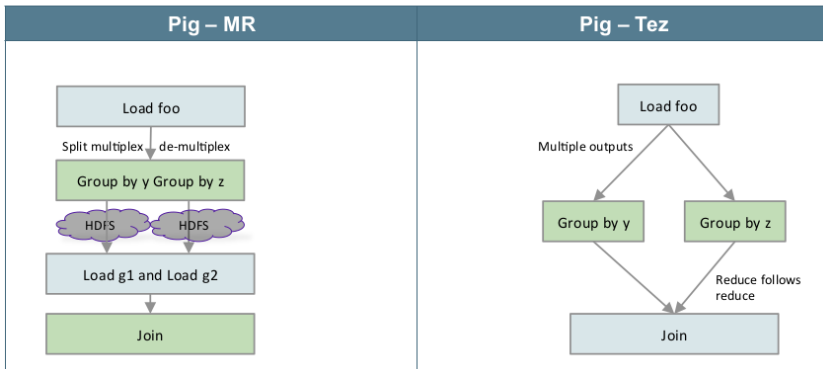 Pig – MR
Load foo
Split multiplex de-multiplex
Group by y Group by z
HDFS HDFS
Load g1 and Load g2
Join
Pig – Tez
Load foo
Multiple outputs
Group by y Group by z
Reduce follows
reduce
Join